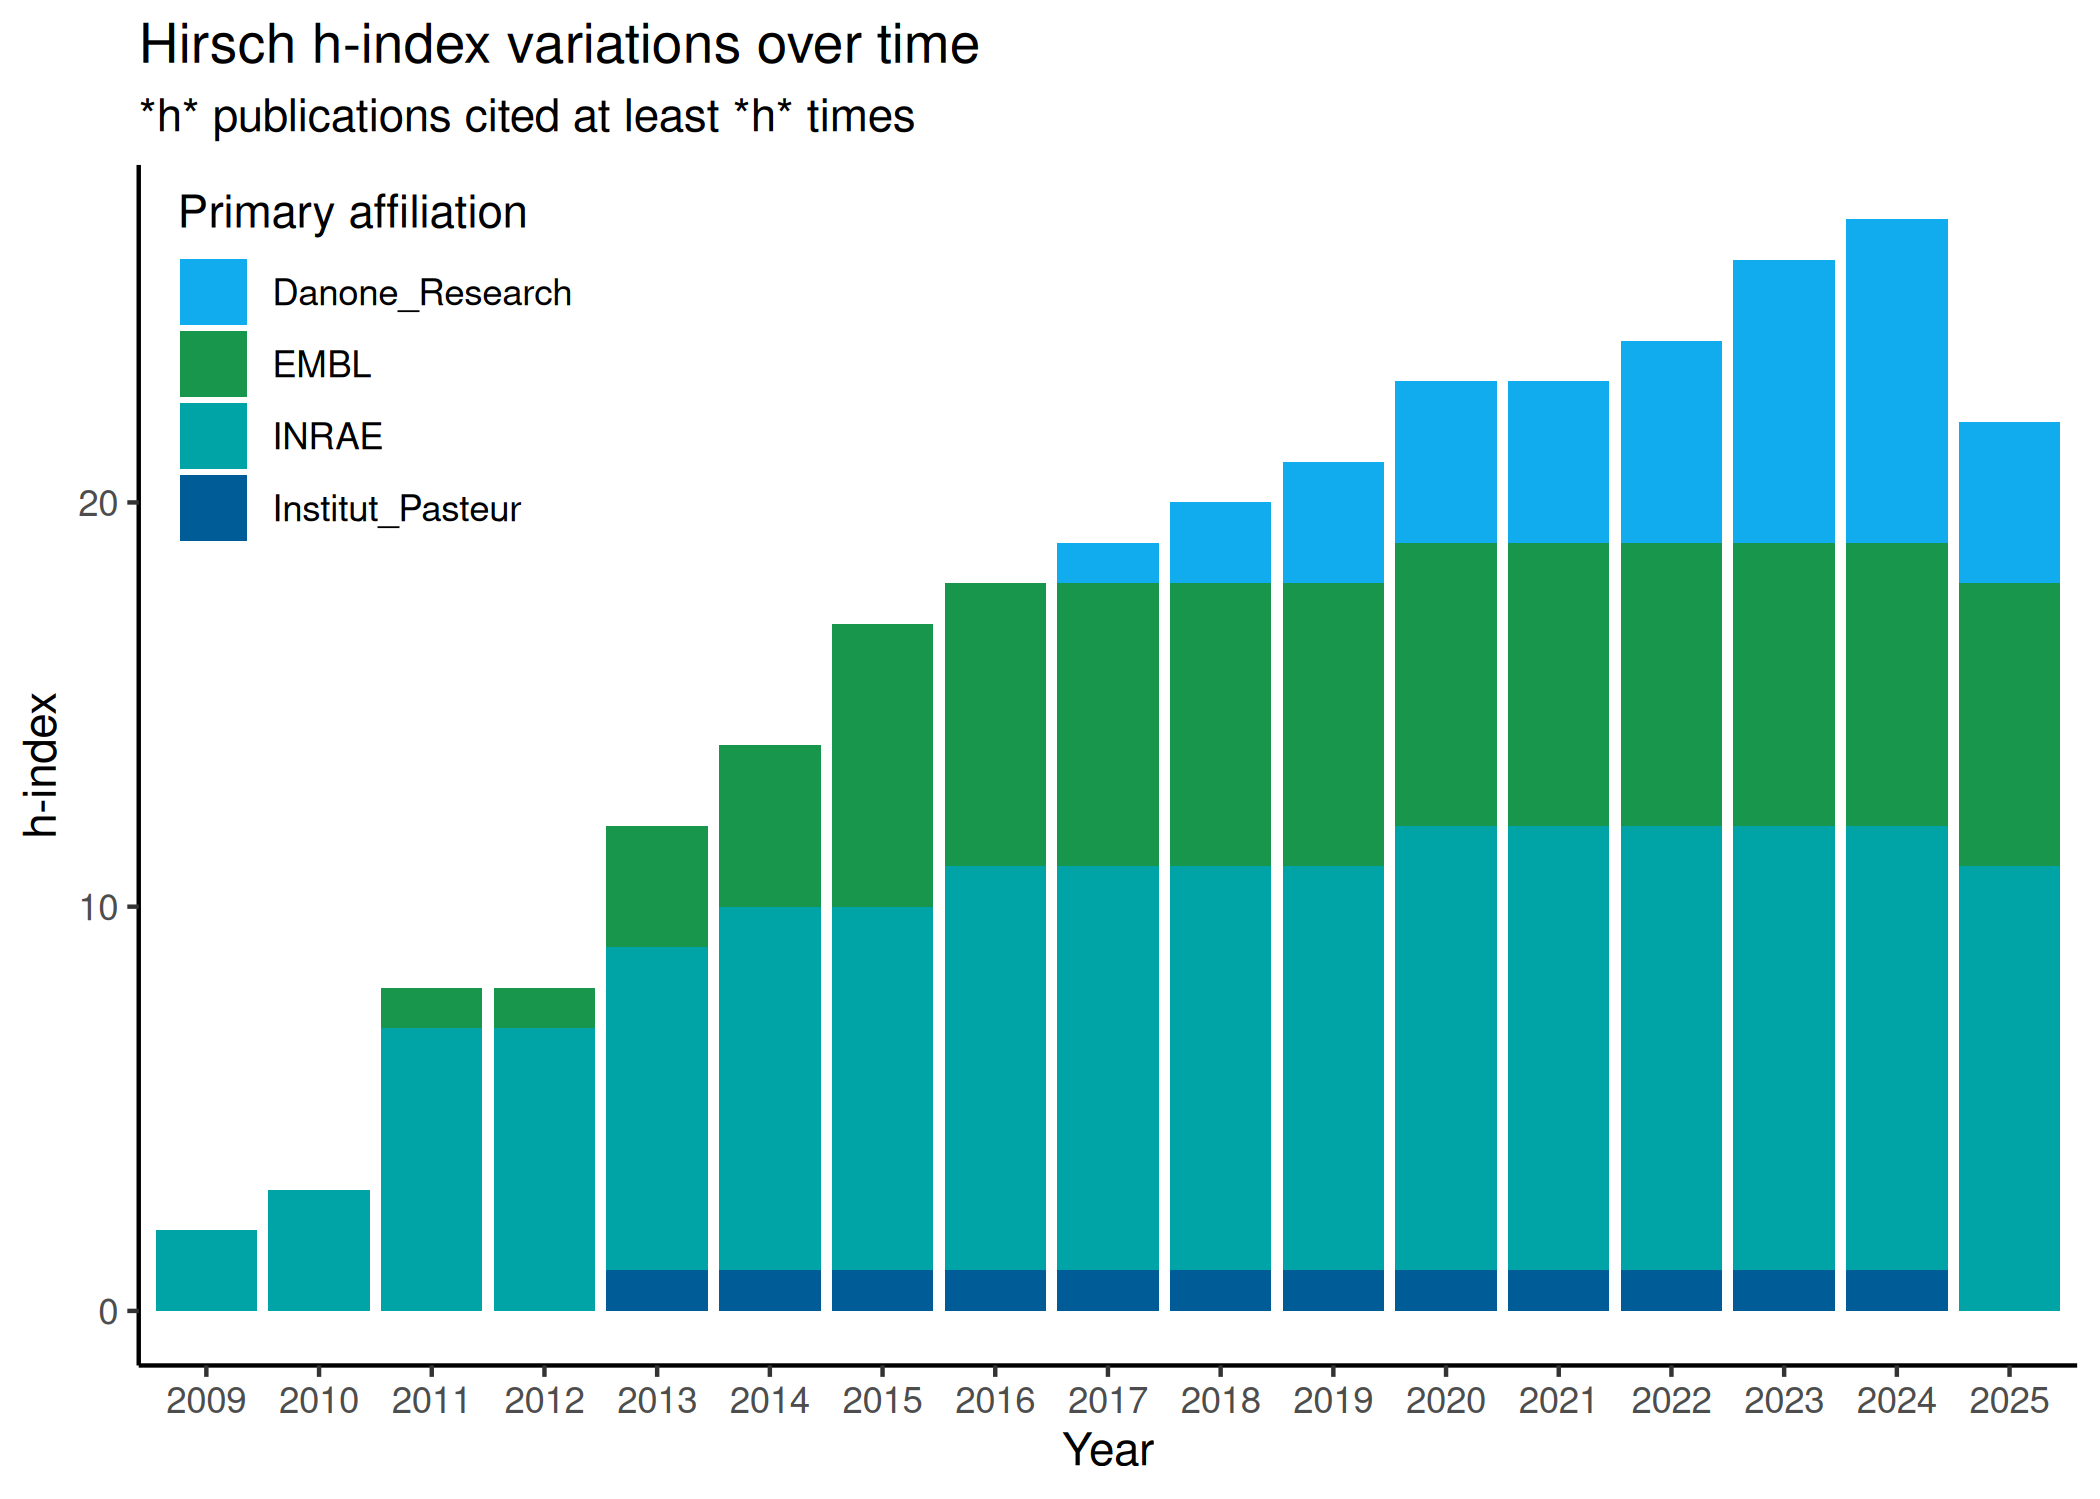 Hirsch h-index variations over time
*h* publications cited at least *h* times
Primary affiliation
Danone_Research
EMBL
INRAE
Institut_Pasteur
20
10
0
h-index
2009 2010 2011 2012 2013 2014 2015 2016 2017 2018 2019 2020 2021 2022 2023 2024 2025
Year